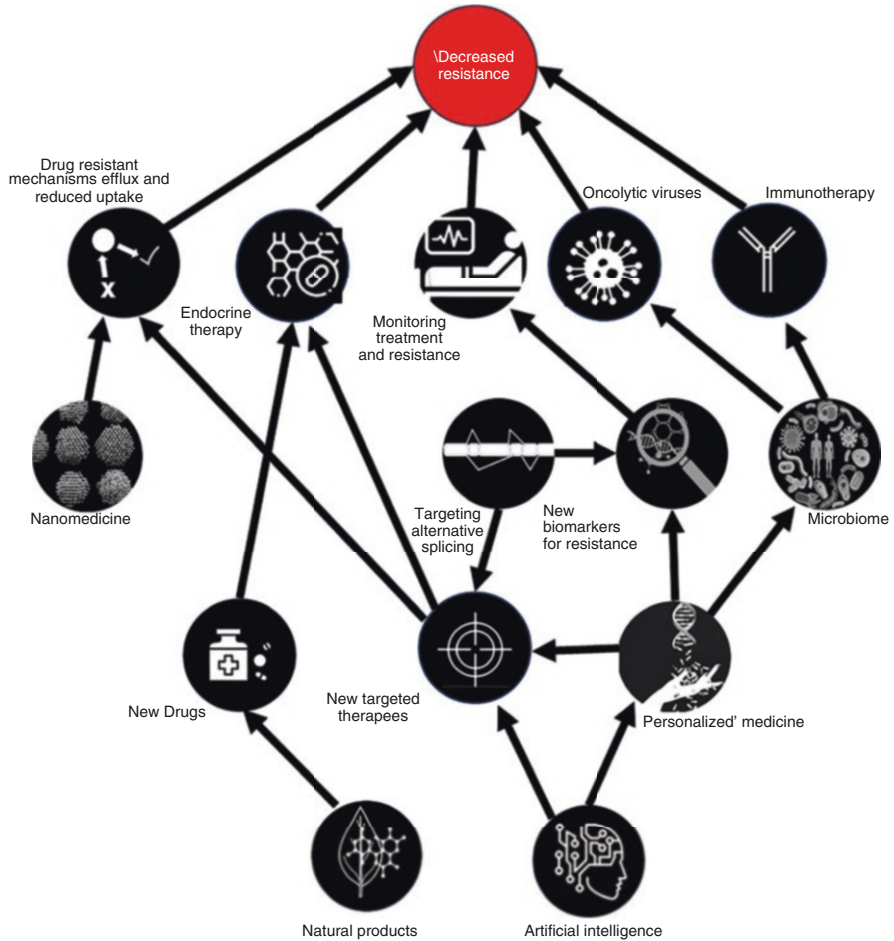 \Decreased
resistance
Drug resistant
mechanisms efflux and
reduced uptake
Oncolytic viruses
Immunotherapy
X
Endocrine
therapy
Monitoring
treatment
and resistance
Nanomedicine
Targeting
alternative
splicing
New
biomarkers
for resistance
Microbiome
New Drugs
New targeted
therapees
Personalized’ medicine
Natural products
Artificial intelligence